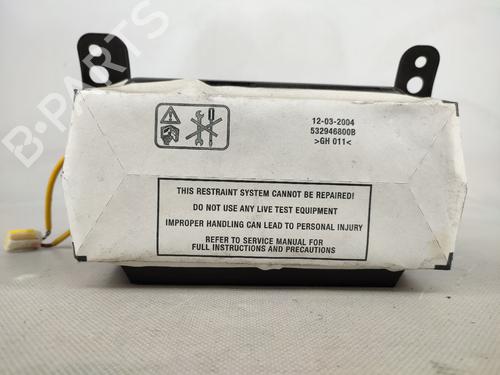 B-PARTS
12-03-2004
532946800B
>GH 011<
THIS RESTRAINT SYSTEM CANNOT BE REPAIRED!
DO NOT USE ANY LIVE TEST EQUIPMENT
IMPROPER HANDLING CAN LEAD TO PERSONAL INJURY
REFER TO SERVICE MANUAL FOR
FULL INSTRUCTIONS AND PRECAUTIONS